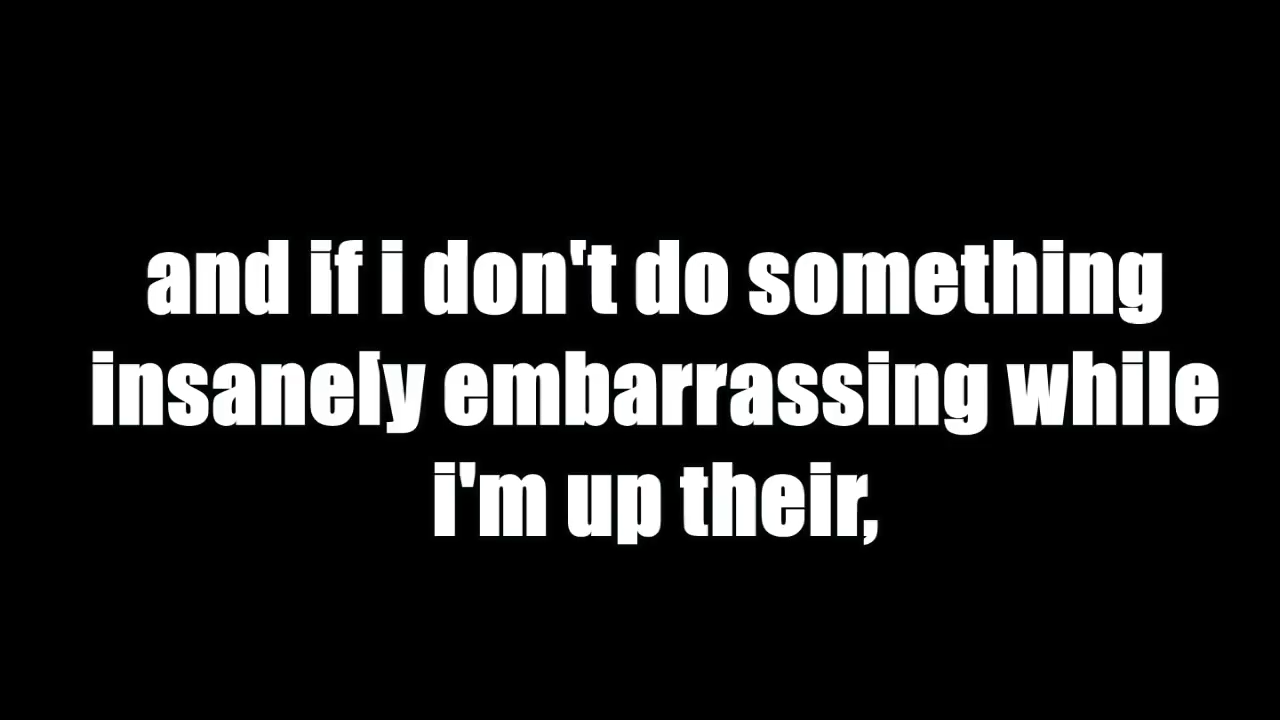 and if i don't do something
insanely embarrassing while
i'm up their,